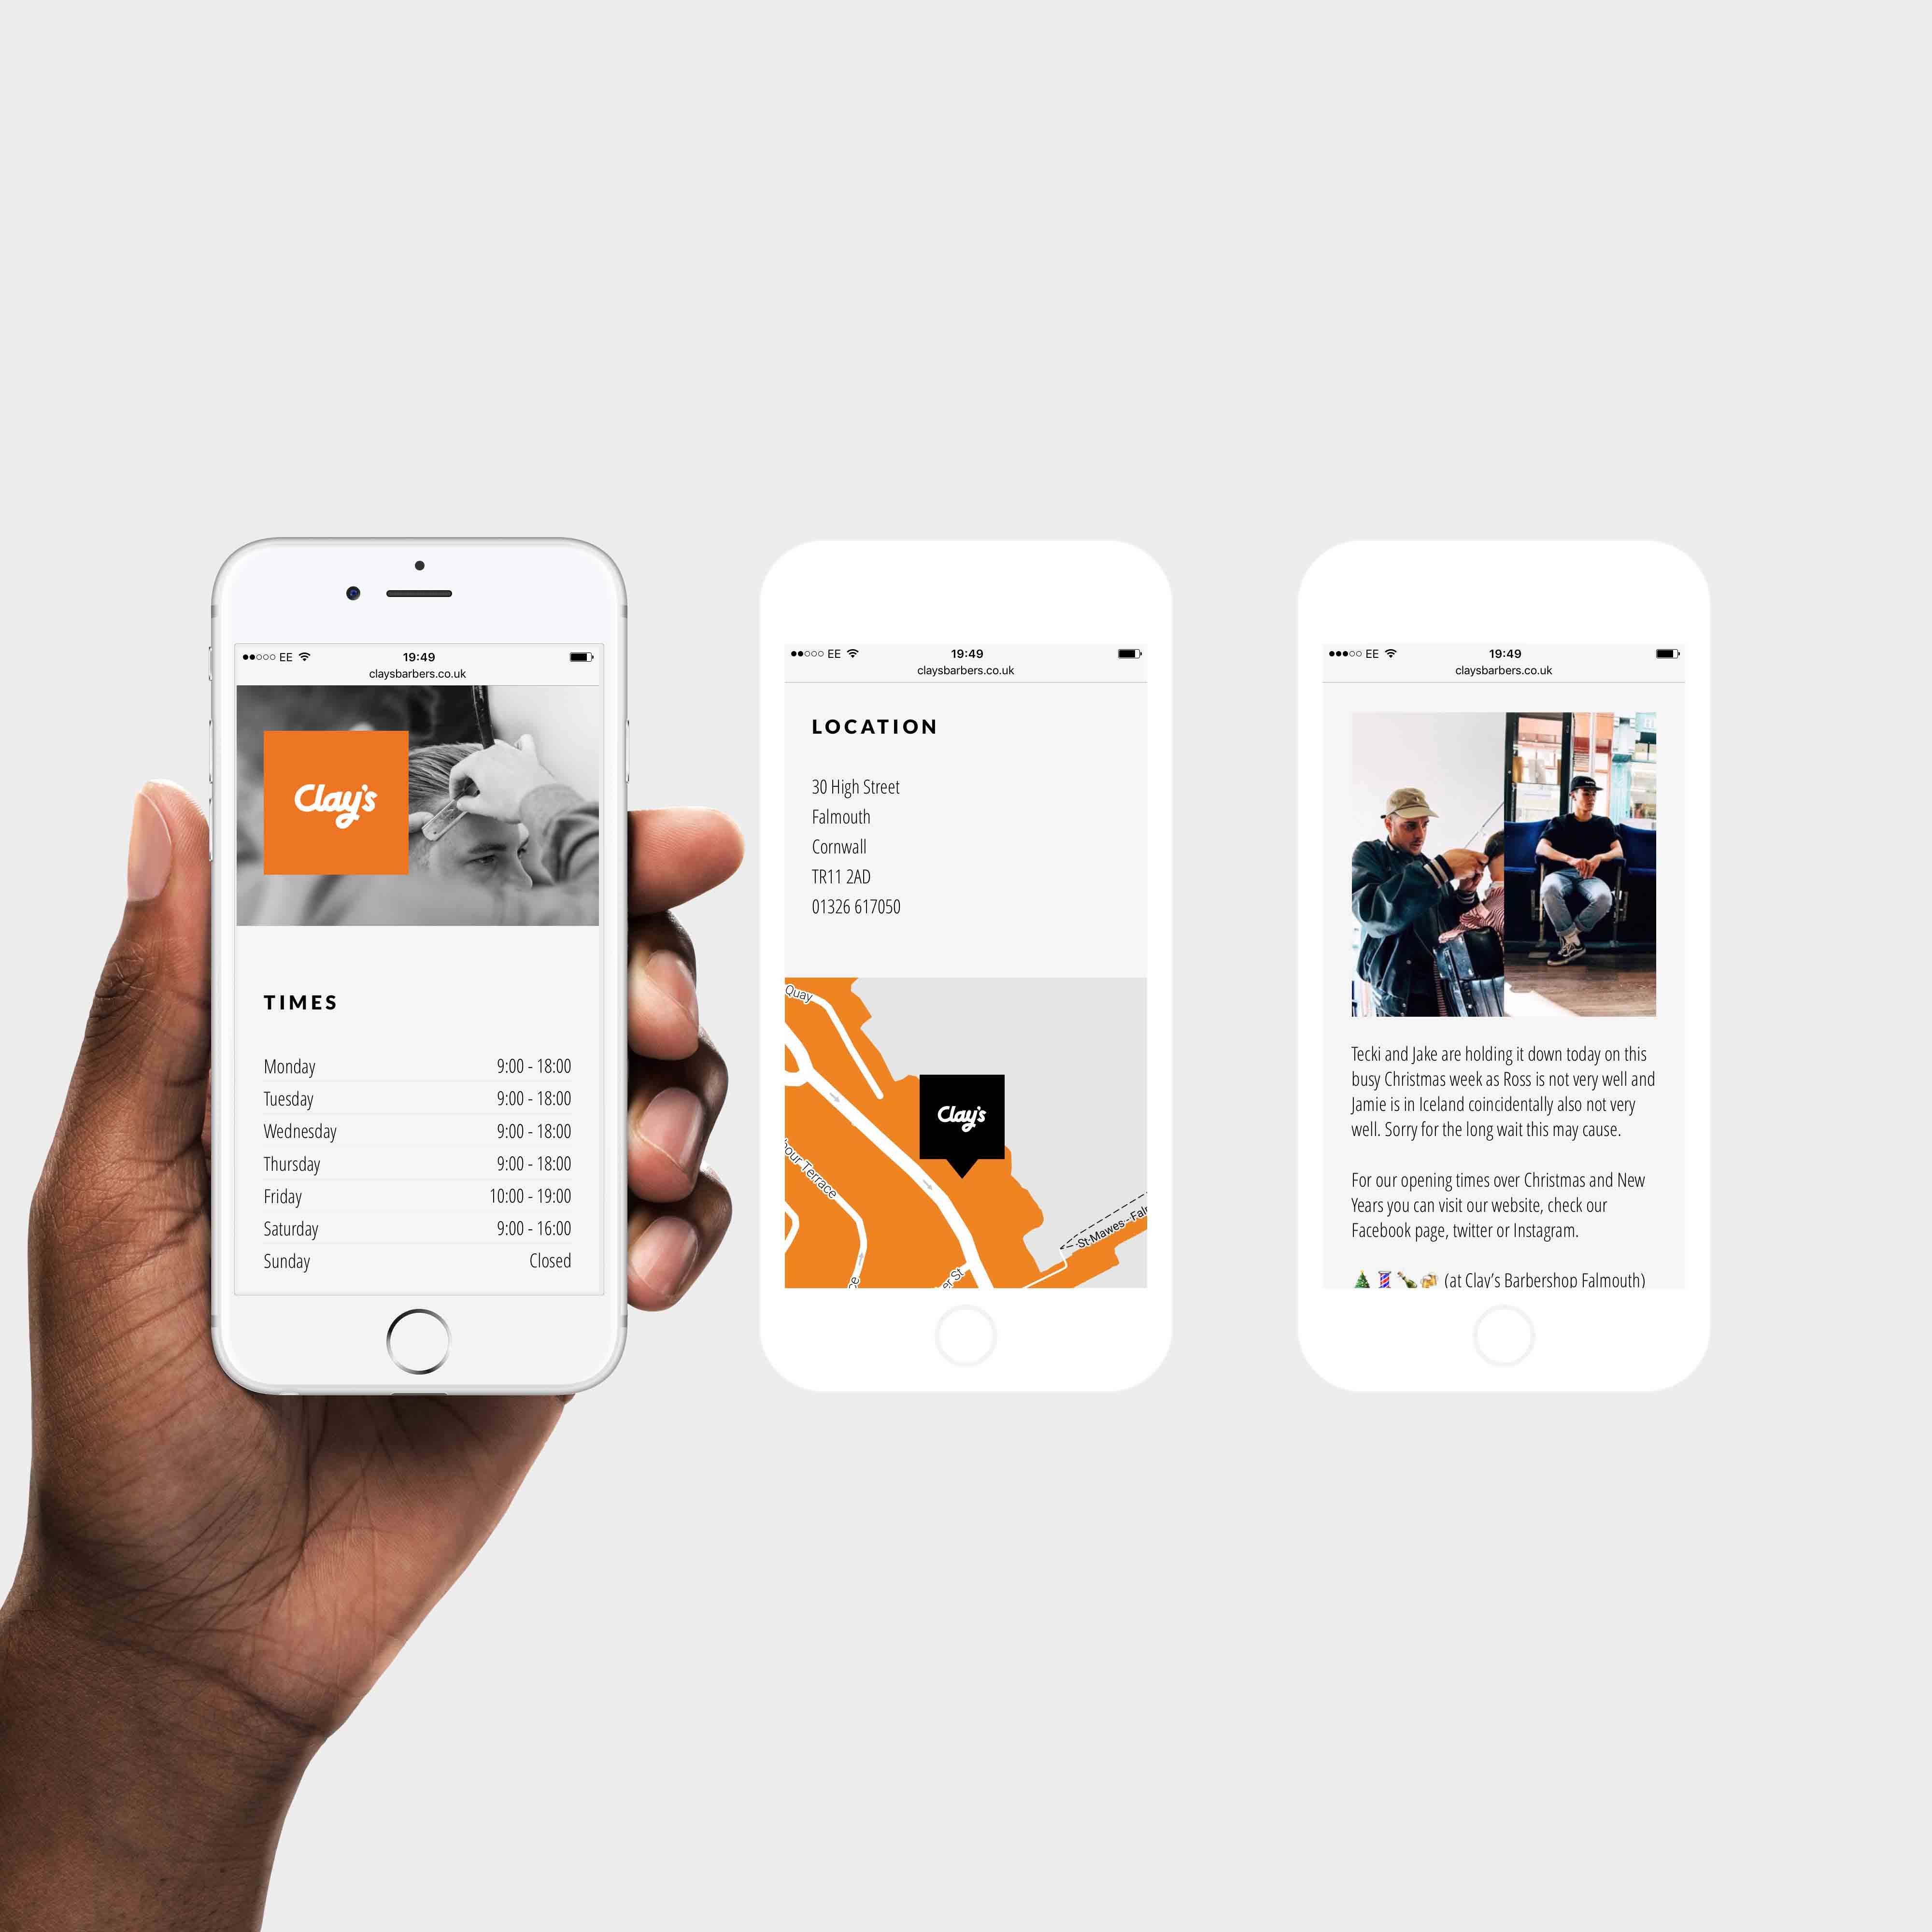 EE 19:49
claysbarbers.co.uk
Clay's
TIMES
Monday 9:00 - 18:00
Tuesday 9:00 - 18:00
Wednesday 9:00 - 18:00
Thursday 9:00 - 18:00
Friday 10:00 - 19:00
Saturday 9:00 - 16:00
Sunday Closed
EE 19:49
claysbarbers.co.uk
LOCATION
30 High Street
Falmouth
Cornwall
TR11 2AD
01326 617050
Quay
Clay's
our Terrace
St-Mawes - Fal
er St
EE 19:49
claysbarbers.co.uk
Tecki and Jake are holding it down today on this
busy Christmas week as Ross is not very well and
Jamie is in Iceland coincidentally also not very
well. Sorry for the long wait this may cause.
For our opening times over Christmas and New
Years you can visit our website, check our
Facebook page, twitter or Instagram.
🎄💈🍾🍻 (at Clay's Barbershop Falmouth)